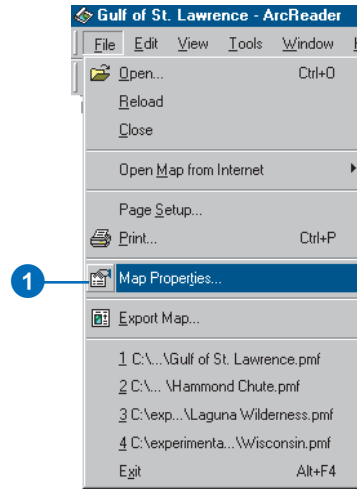 Gulf of St. Lawrence - ArcReader
File Edit View Tools Window
Open... Ctrl+O
Reload
Close
Open Map from Internet
Page Setup...
Print... Ctrl+P
1 Map Properties...
Export Map...
1 C:\...\Gulf of St. Lawrence.pmf
2 C:\... \Hammond Chute.pmf
3 C:\exp...\Laguna Wilderness.pmf
4 C:\experimenta...\Wisconsin.pmf
Exit Alt+F4